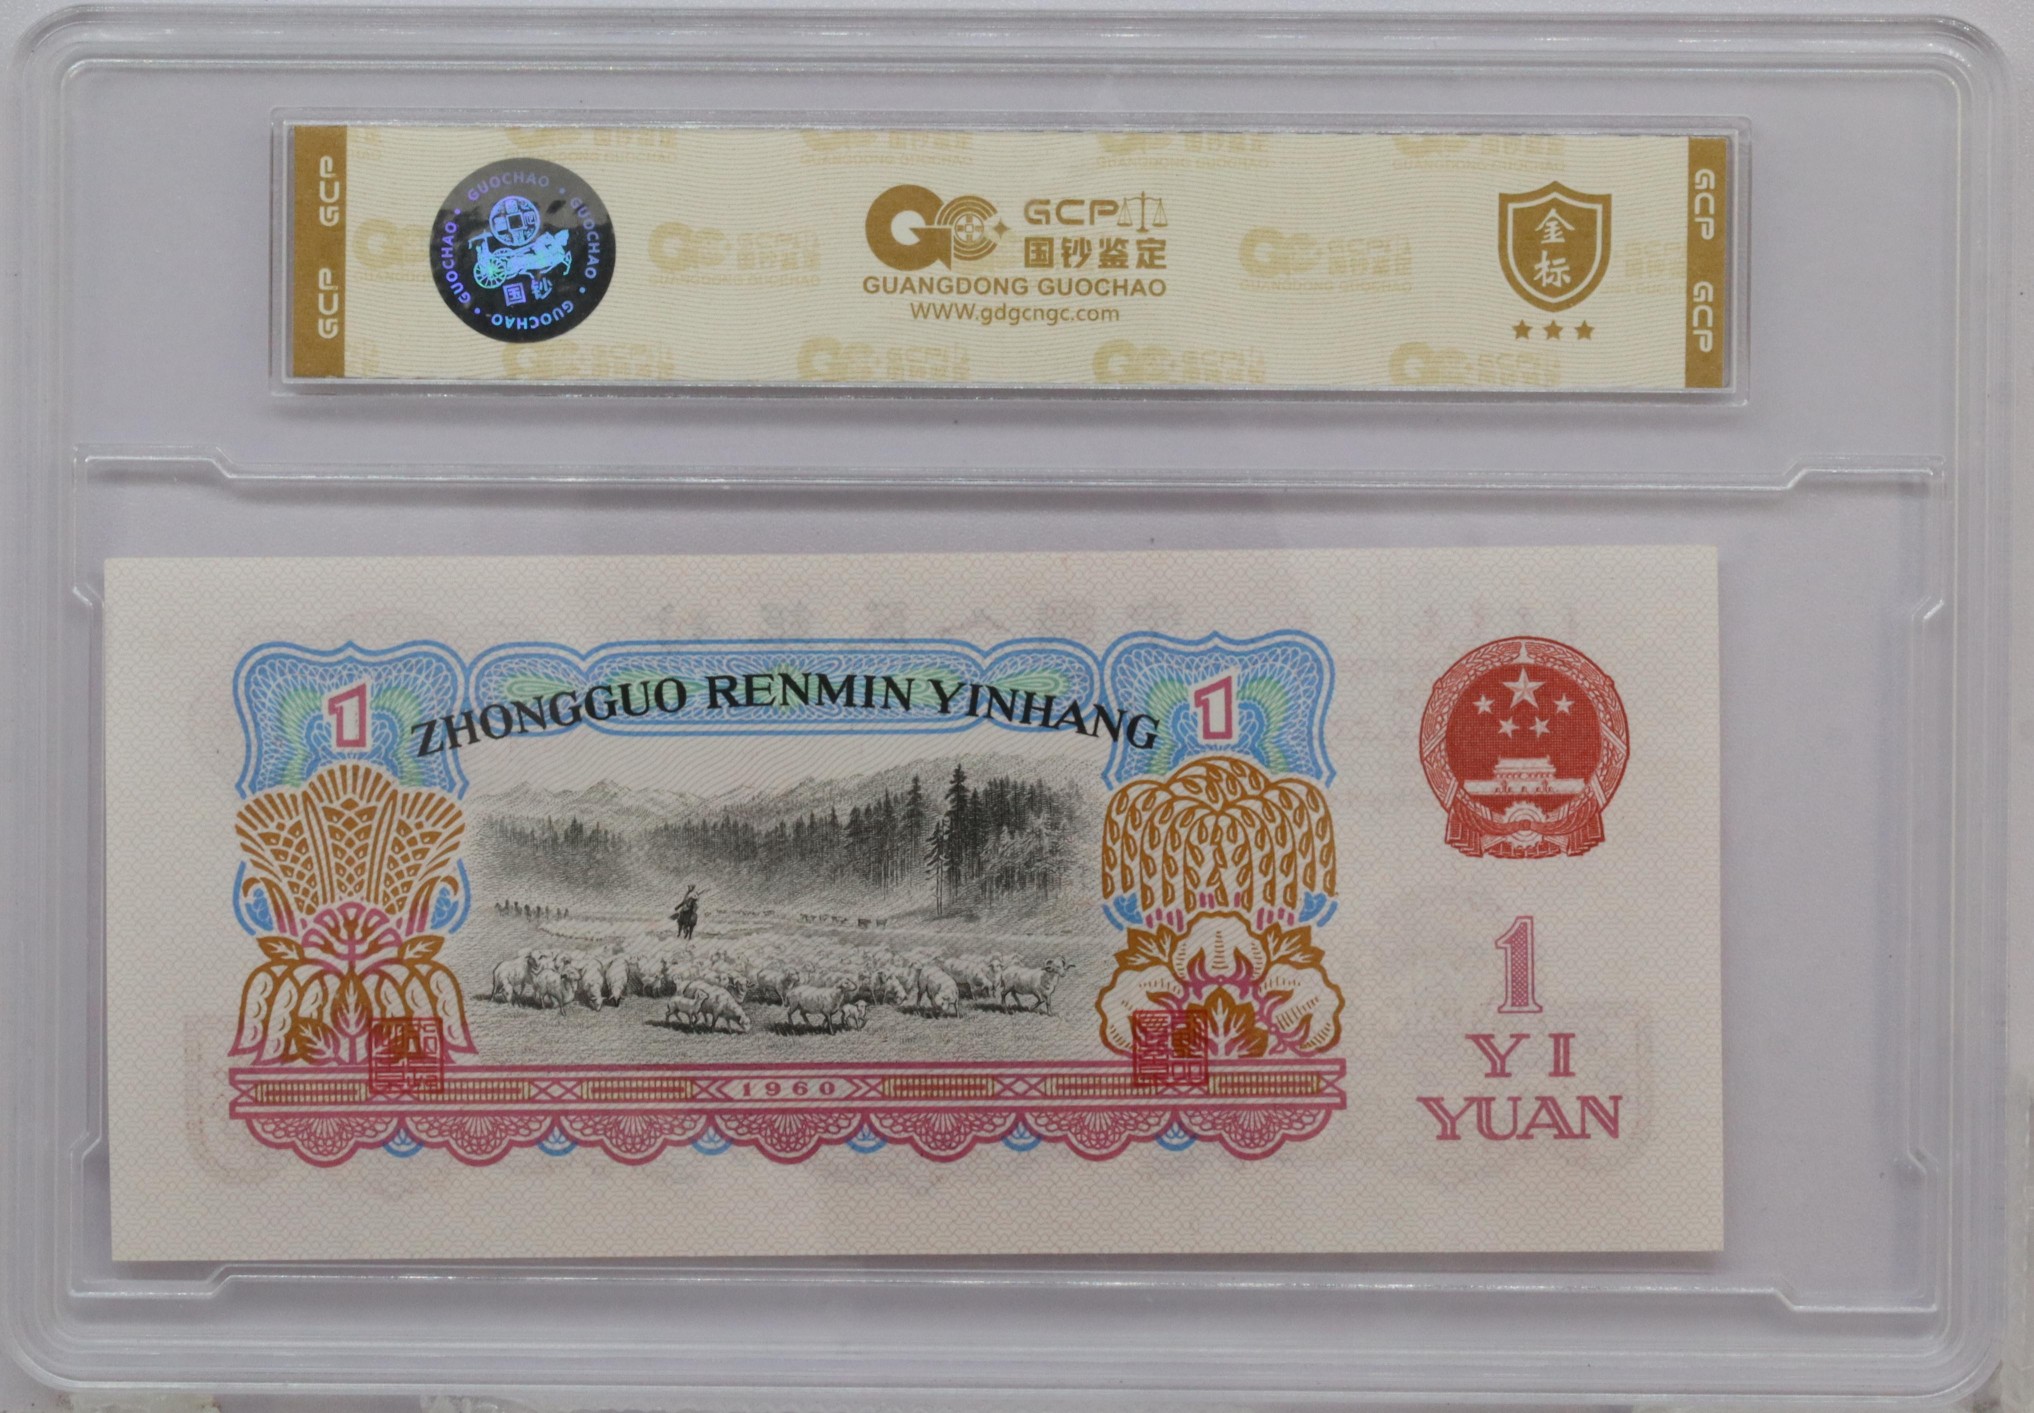 GCP GCP
GUOCHAO • GUOCHAO • GUOCHAO • GUOCHAO •
国钞
GCP
国钞鉴定
GUANGDONG GUOCHAO
WWW.gdgcngc.com
金标
GCP GCP
ZHONGGUO RENMIN YINHANG
1
1
1960
1
YI
YUAN